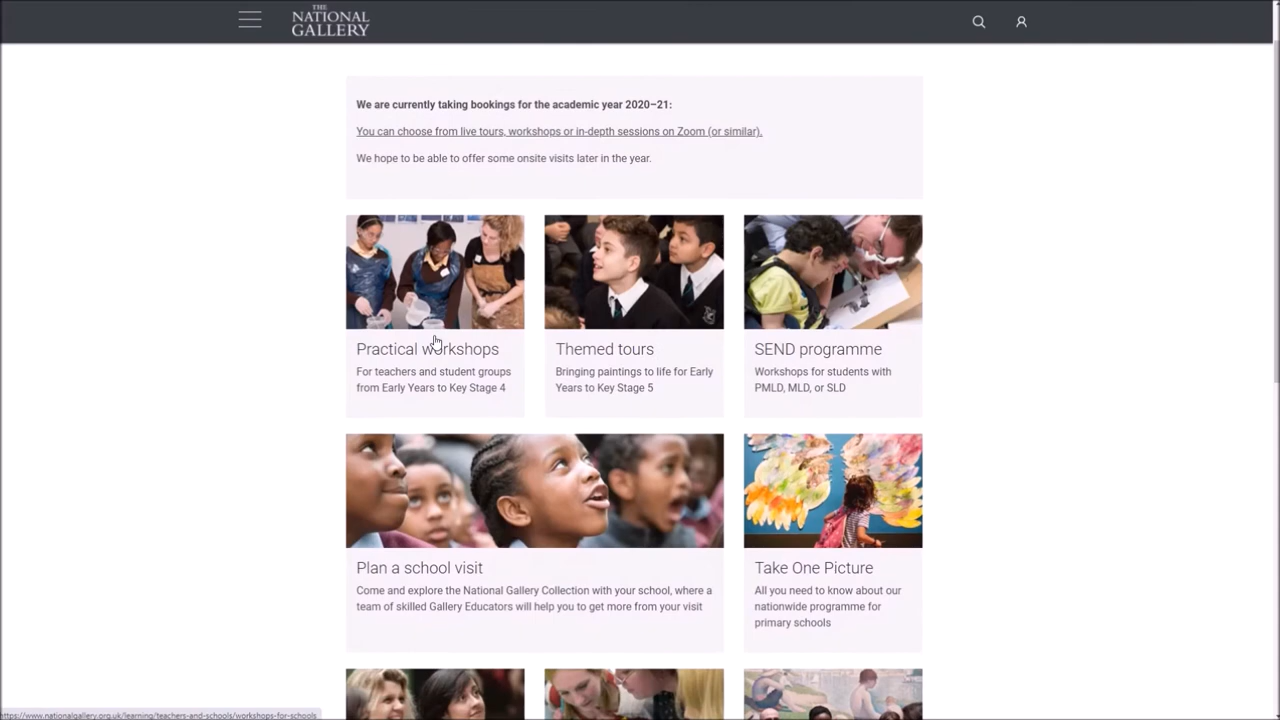 THE
NATIONAL
GALLERY
We are currently taking bookings for the academic year 2020–21:
You can choose from live tours, workshops or in-depth sessions on Zoom (or similar).
We hope to be able to offer some onsite visits later in the year.
Practical workshops
For teachers and student groups
from Early Years to Key Stage 4
Themed tours
Bringing paintings to life for Early
Years to Key Stage 5
SEND programme
Workshops for students with
PMLD, MLD, or SLD
Plan a school visit
Come and explore the National Gallery Collection with your school, where a
team of skilled Gallery Educators will help you to get more from your visit
Take One Picture
All you need to know about our
nationwide programme for
primary schools
https://www.nationalgallery.org.uk/learning/teachers-and-schools/workshops-for-schools